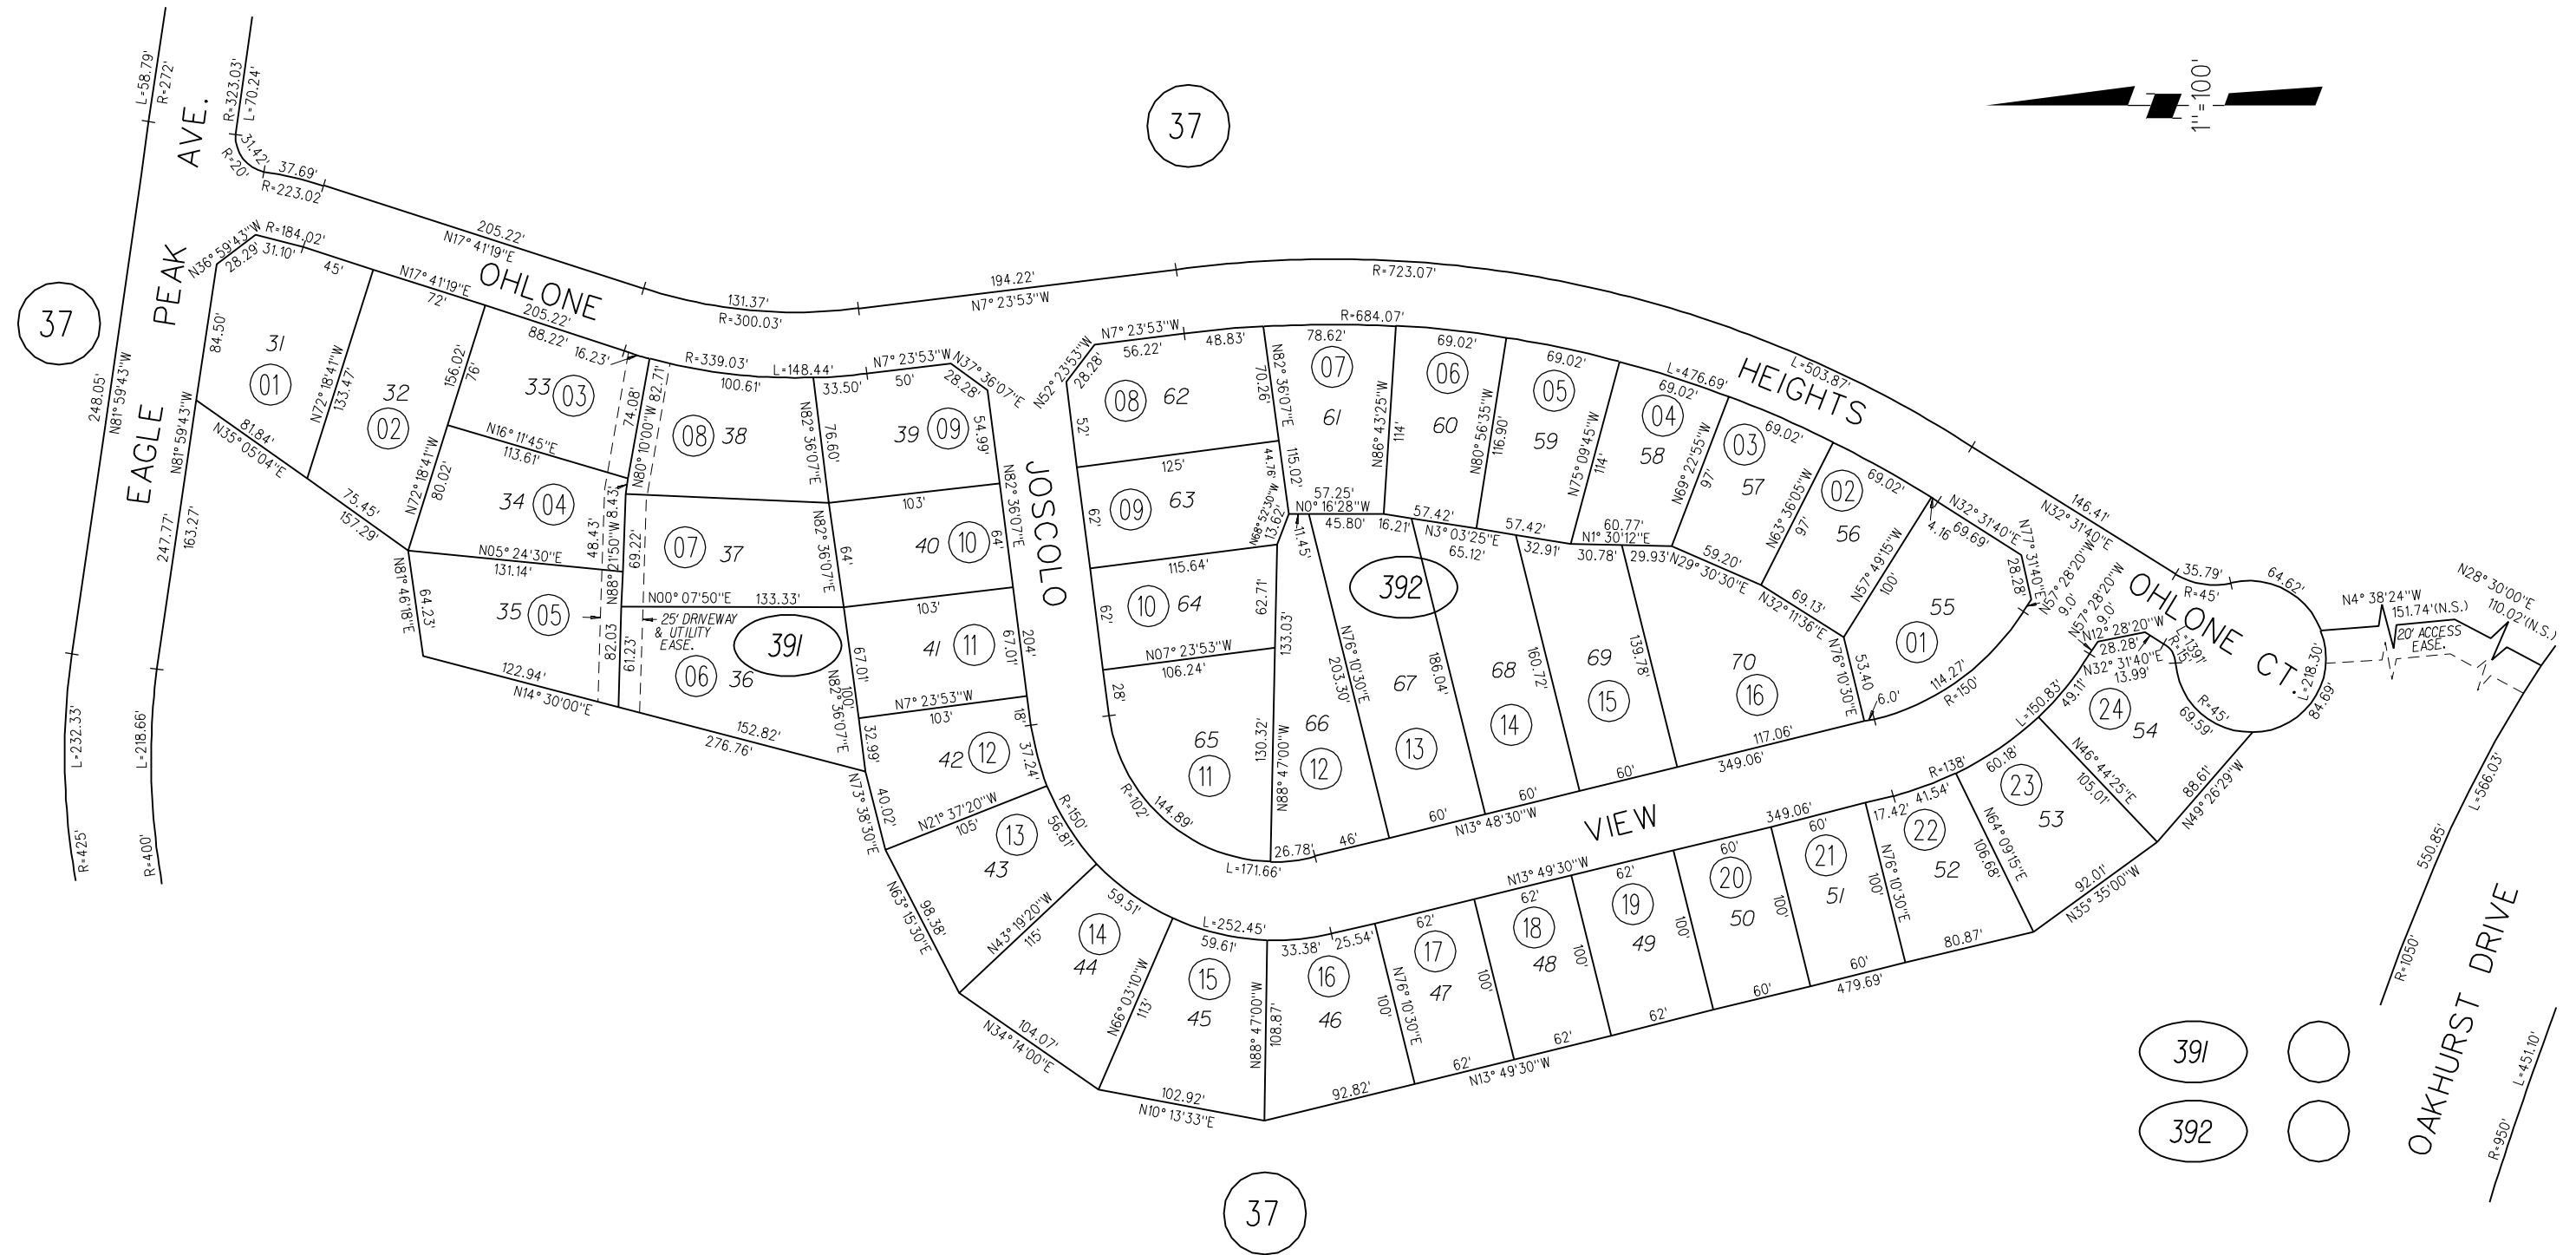 L=58.79'
R=272'
R=323.03'
L=70.24'
31.42'
R=20'
37.69'
R=223.02
EAGLE PEAK AVE.
37
37
1"=100'
205.22'
N17° 41'19"E
OHLONE
131.37'
R=300.03'
194.22'
N7° 23'53"W
R=723.07'
HEIGHTS
L=503.87'
146.41'
N32° 31'40"E
35.79'
R=45'
64.62'
N36° 59'43"W
28.29'
R=184.02'
31.10'
45'
N17° 41'19"E
72'
205.22'
88.22'
16.23'
R=339.03'
L=148.44'
100.61'
33.50'
N7° 23'53"W
50'
N37° 36'07"E
28.28'
248.05'
N81° 59'43"W
84.50'
N81° 59'43"W
247.77'
163.27'
31
01
N72° 18'41"W
133.47'
81.84'
N35° 05'04"E
75.45'
157.29'
32
02
156.02'
76'
N72° 18'41"W
80.02'
33
03
74.08'
N80° 10'00"W 82.71'
N16° 11'45"E
113.61'
34
04
48.43'
N88° 21'50"W 8.43'
69.22'
N05° 24'30"E
131.14'
N81° 46'18"E
64.23'
35
05
82.03
61.23'
122.94'
N14° 30'00"E
25' DRIVEWAY
& UTILITY
EASE.
06
36
391
152.82'
276.76'
N00° 07'50"E
133.33'
07
37
08
38
N82° 36'07"E
76.60'
39
09
54.99'
N82° 36'07"E
64'
103'
N82° 36'07"E
64'
40
10
103'
41
11
67.01'
204'
67.01'
100'
N82° 36'07"E
N7° 23'53"W
103'
18'
32.99'
42
12
37.24'
N73° 38'30"E
40.02'
N21° 37'20"W
105'
R=150'
56.81'
13
43
N63° 15'30"E
98.38'
N43° 19'20"W
115'
59.51'
14
44
104.07'
N34° 14'00"E
N66° 03'10"W
113'
L=252.45'
59.61'
15
45
102.92'
N10° 13'33"E
N88° 47'00"W
108.87'
33.38'
25.54'
16
46
92.82'
N76° 10'30"E
100'
62'
17
47
62'
N13° 49'30"W
100'
N13° 49'30"W
62'
18
48
62'
100'
62'
19
49
62'
100'
60'
20
50
60'
100'
349.06'
60'
21
51
60'
479.69'
N76° 10'30"E
100'
17.42'
41.54'
R=138'
22
52
80.87'
N64° 09'15"E
106.68'
60.18'
23
53
92.01'
N35° 35'00"W
N46° 44'25"E
105.01'
L=150.83'
49.11'
24
54
88.61'
N49° 26'29"W
69.59'
R=45'
JOSCOLO
VIEW
N52° 23'53"W
28.28'
N7° 23'53"W
56.22'
48.83'
R=684.07'
52'
08
62
N82° 36'07"E
70.26'
125'
62'
09
63
44.76'
115.02'
N68° 52'30"W
13.62'
115.64'
62'
10
64
62.71'
133.03'
N07° 23'53"W
106.24'
28'
65
11
130.32'
N88° 47'00"W
R=102'
144.89'
L=171.66'
26.78'
78.62'
07
61
N86° 43'25"W
114'
57.25'
N0° 16'28"W
45.80'
11.45'
16.21'
69.02'
06
60
N80° 56'35"W
116.90'
57.42'
N3° 03'25"E
65.12'
69.02'
05
59
N75° 09'45"W
114'
57.42'
32.91'
L=476.69'
69.02'
04
58
N69° 22'55"W
97'
60.77'
N1° 30'12"E
30.78'
29.93'
69.02'
03
57
N63° 36'05"W
97'
59.20'
N29° 30'30"E
69.02'
02
56
N57° 49'15"W
100'
69.13'
N32° 11'36"E
4.16
N32° 31'40"E
69.69'
N77° 31'40"E
28.28'
55
01
N76° 10'30"E
53.40
6.0'
114.27'
R=150'
392
66
12
46'
N76° 10'30"E
203.30'
67
13
60'
186.04'
N13° 48'30"W
68
14
60'
160.72'
69
15
60'
139.78'
70
16
117.06'
349.06'
N57° 28'20"W
9.0'
N57° 28'20"W
9.0'
N12° 28'20"W
28.28'
N32° 31'40"E
13.99'
L=13.91'
R=15'
OHLONE CT.
L=218.30'
84.69'
N4° 38'24"W
151.74'(N.S.)
N28° 30'00"E
110.02'(N.S.)
20' ACCESS
EASE.
L=566.03'
550.85'
R=1050'
OAKHURST DRIVE
L=451.10'
R=950'
L=232.33'
R=425'
L=218.66'
R=400'
391
392
37